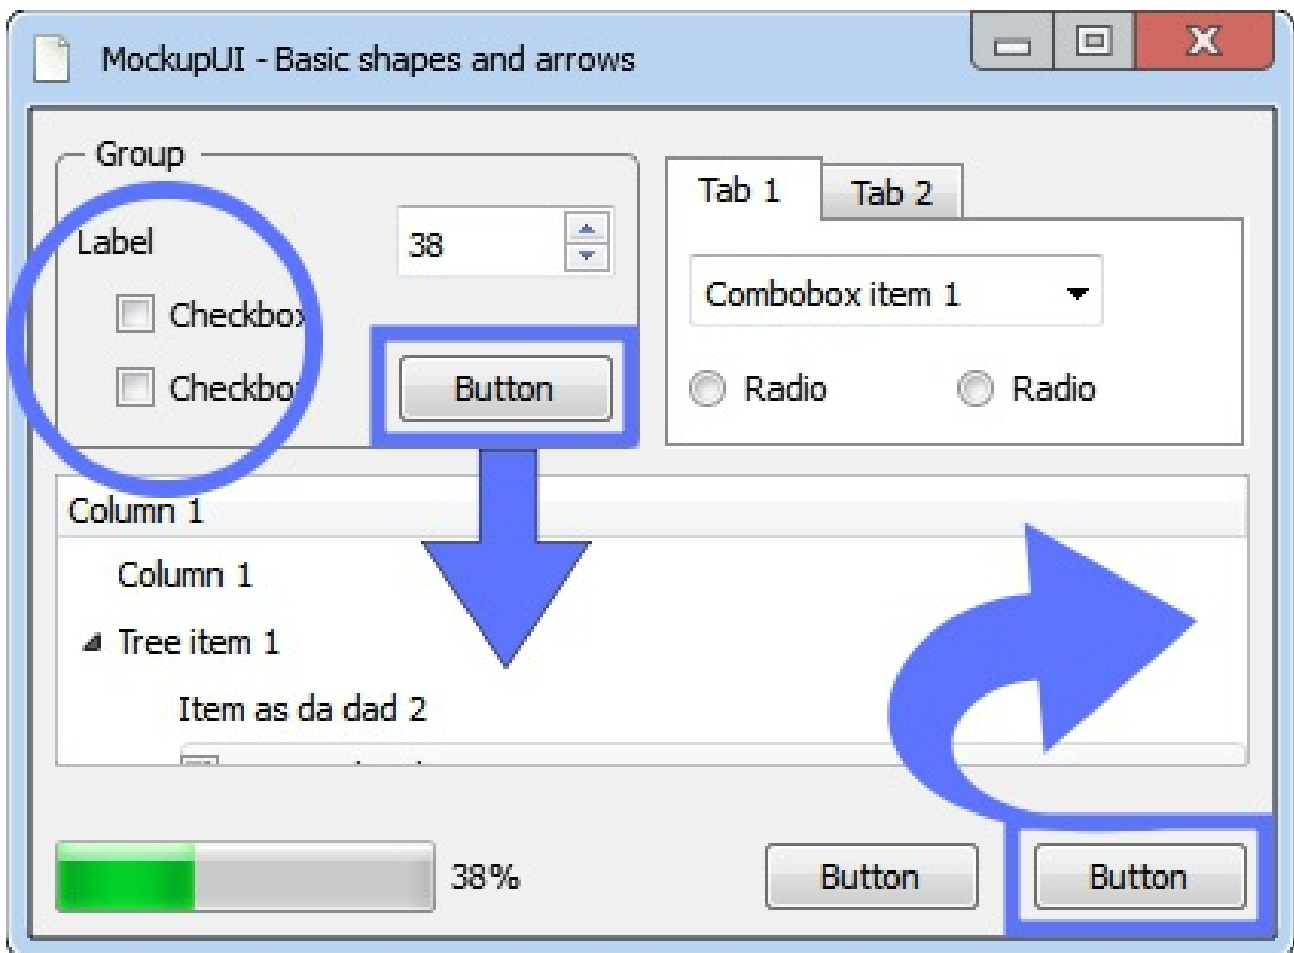 MockupUI - Basic shapes and arrows
Group
Label
38
Checkbox
Checkbo
Button
Tab 1
Tab 2
Combobox item 1
Radio
Radio
Column 1
Column 1
Tree item 1
Item as da dad 2
38%
Button
Button